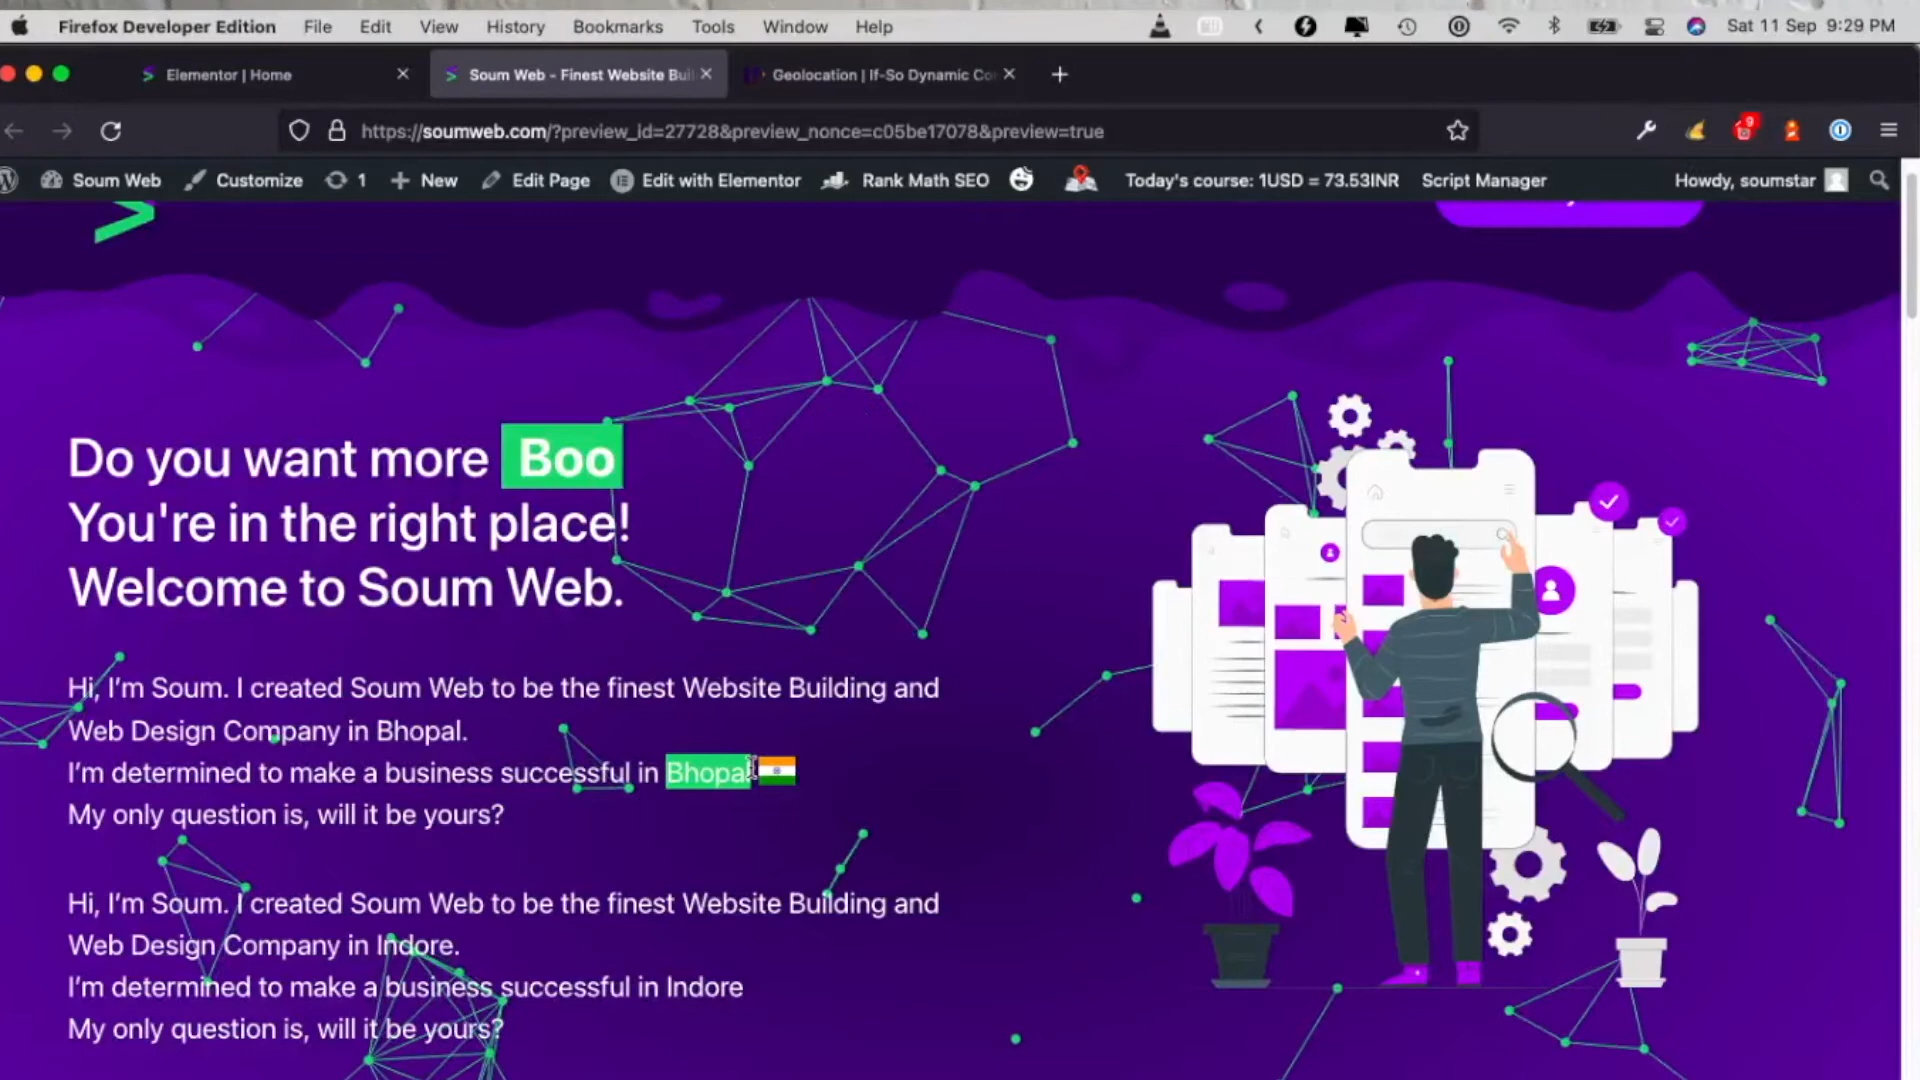 Firefox Developer Edition File Edit View History Bookmarks Tools Window Help Sat 11 Sep 9:29 PM
Elementor | Home Soum Web - Finest Website Buil Geolocation | If-So Dynamic Co
https://soumweb.com/?preview_id=27728&preview_nonce=c05be17078&preview=true 9
Soum Web Customize 1 New Edit Page Edit with Elementor Rank Math SEO Today's course: 1USD = 73.53INR Script Manager Howdy, soumstar
Do you want more Boo
You're in the right place!
Welcome to Soum Web.
Hi, I'm Soum. I created Soum Web to be the finest Website Building and
Web Design Company in Bhopal.
I'm determined to make a business successful in Bhopal
My only question is, will it be yours?
Hi, I'm Soum. I created Soum Web to be the finest Website Building and
Web Design Company in Indore.
I'm determined to make a business successful in Indore
My only question is, will it be yours?